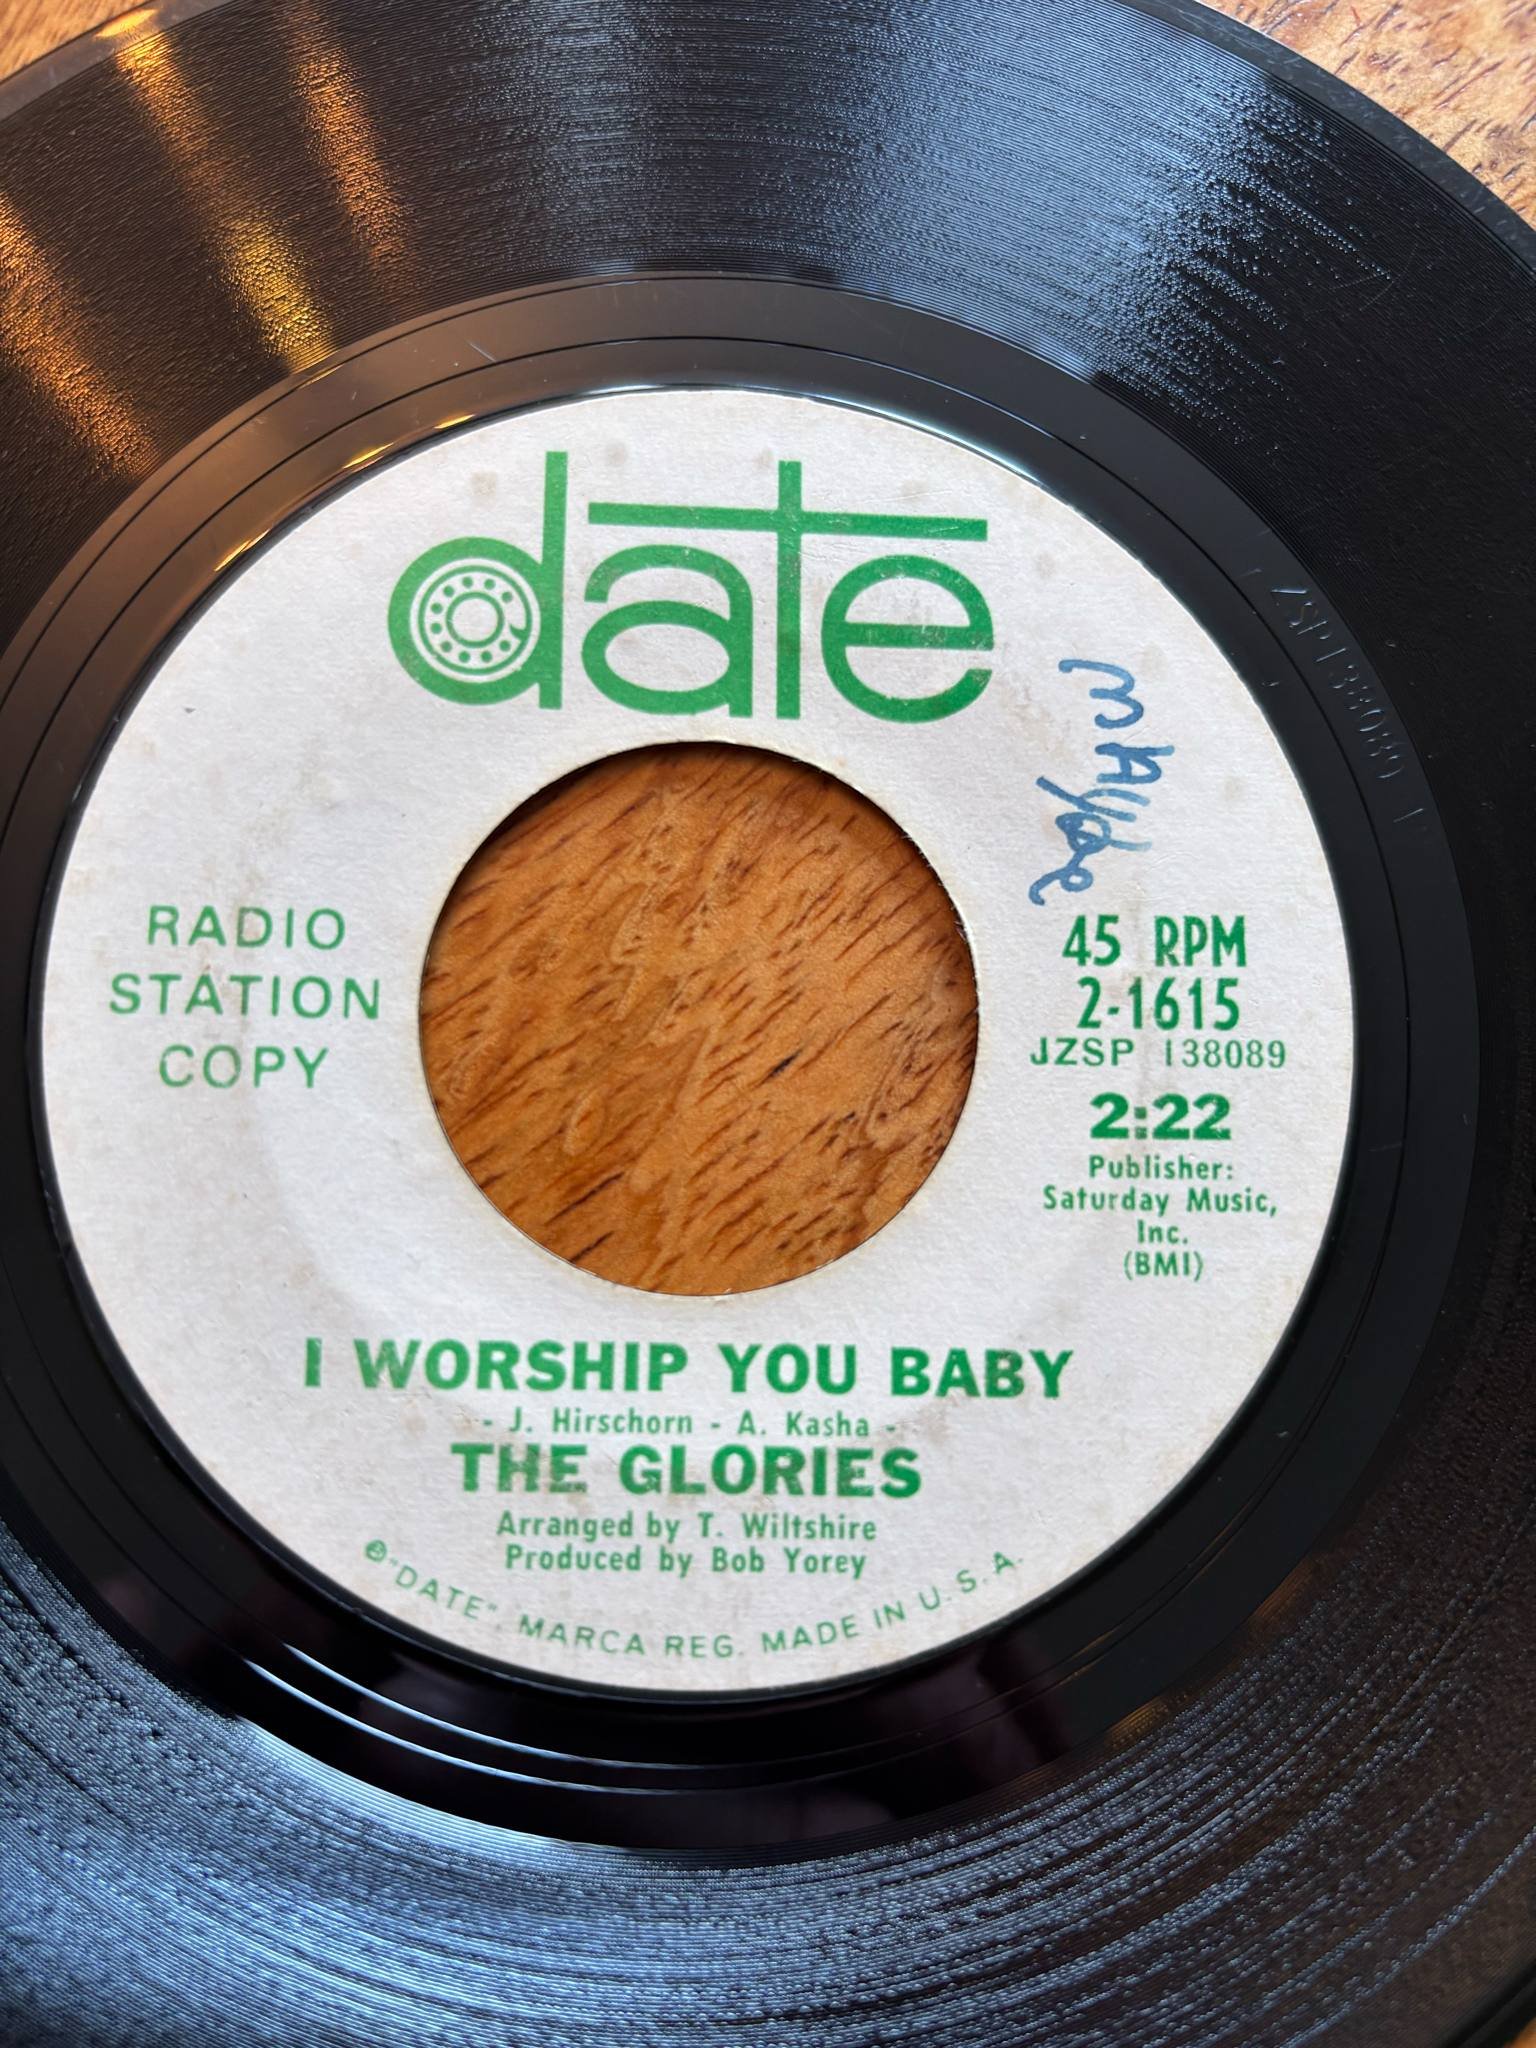 date
maybe
RADIO
STATION
COPY
45 RPM
2-1615
JZSP 138089
2:22
Publisher:
Saturday Music,
Inc.
(BMI)
I WORSHIP YOU BABY
- J. Hirschorn - A. Kasha -
THE GLORIES
Arranged by T. Wiltshire
Produced by Bob Yorey
"DATE", MARCA REG. MADE IN U.S.A.